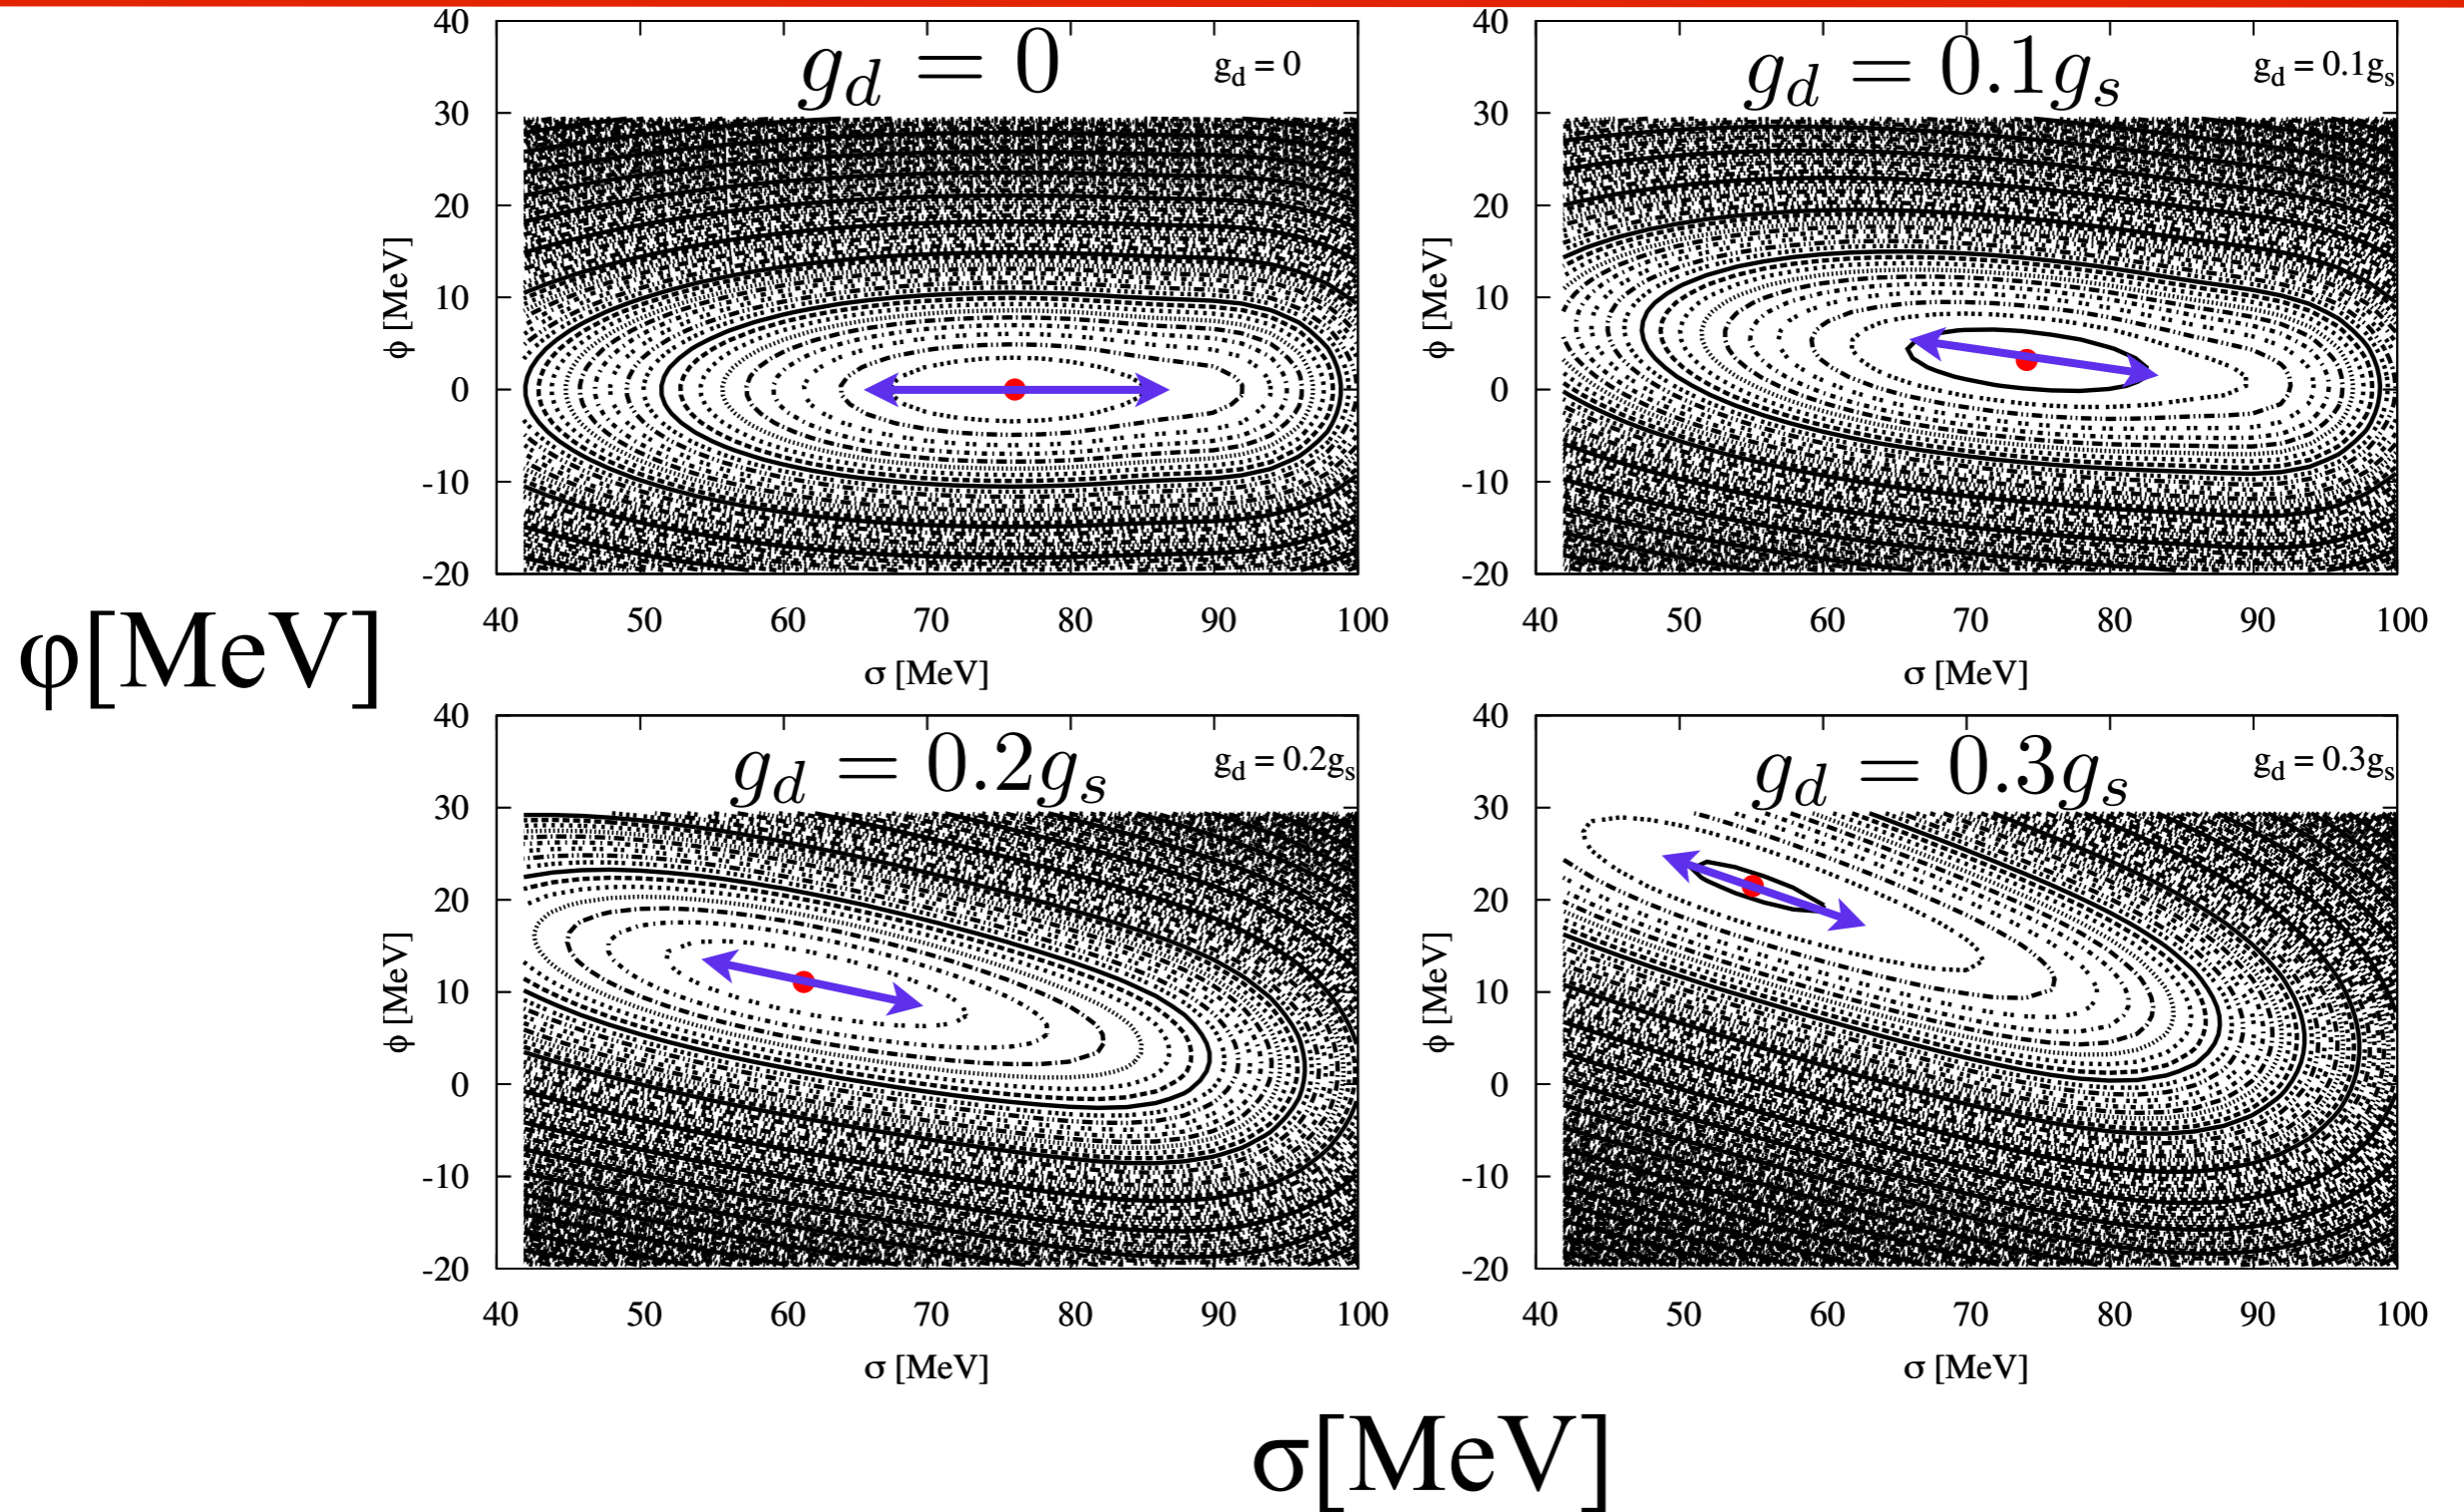 40
30
20
10
0
-10
-20
φ [MeV]
g_d = 0
g_d = 0
40 50 60 70 80 90 100
σ [MeV]
40
30
20
10
0
-10
-20
φ [MeV]
g_d = 0.1g_s
g_d = 0.1g_s
40 50 60 70 80 90 100
σ [MeV]
φ[MeV]
40
30
20
10
0
-10
-20
φ [MeV]
g_d = 0.2g_s
g_d = 0.2g_s
40 50 60 70 80 90 100
σ [MeV]
40
30
20
10
0
-10
-20
φ [MeV]
g_d = 0.3g_s
g_d = 0.3g_s
40 50 60 70 80 90 100
σ [MeV]
σ[MeV]